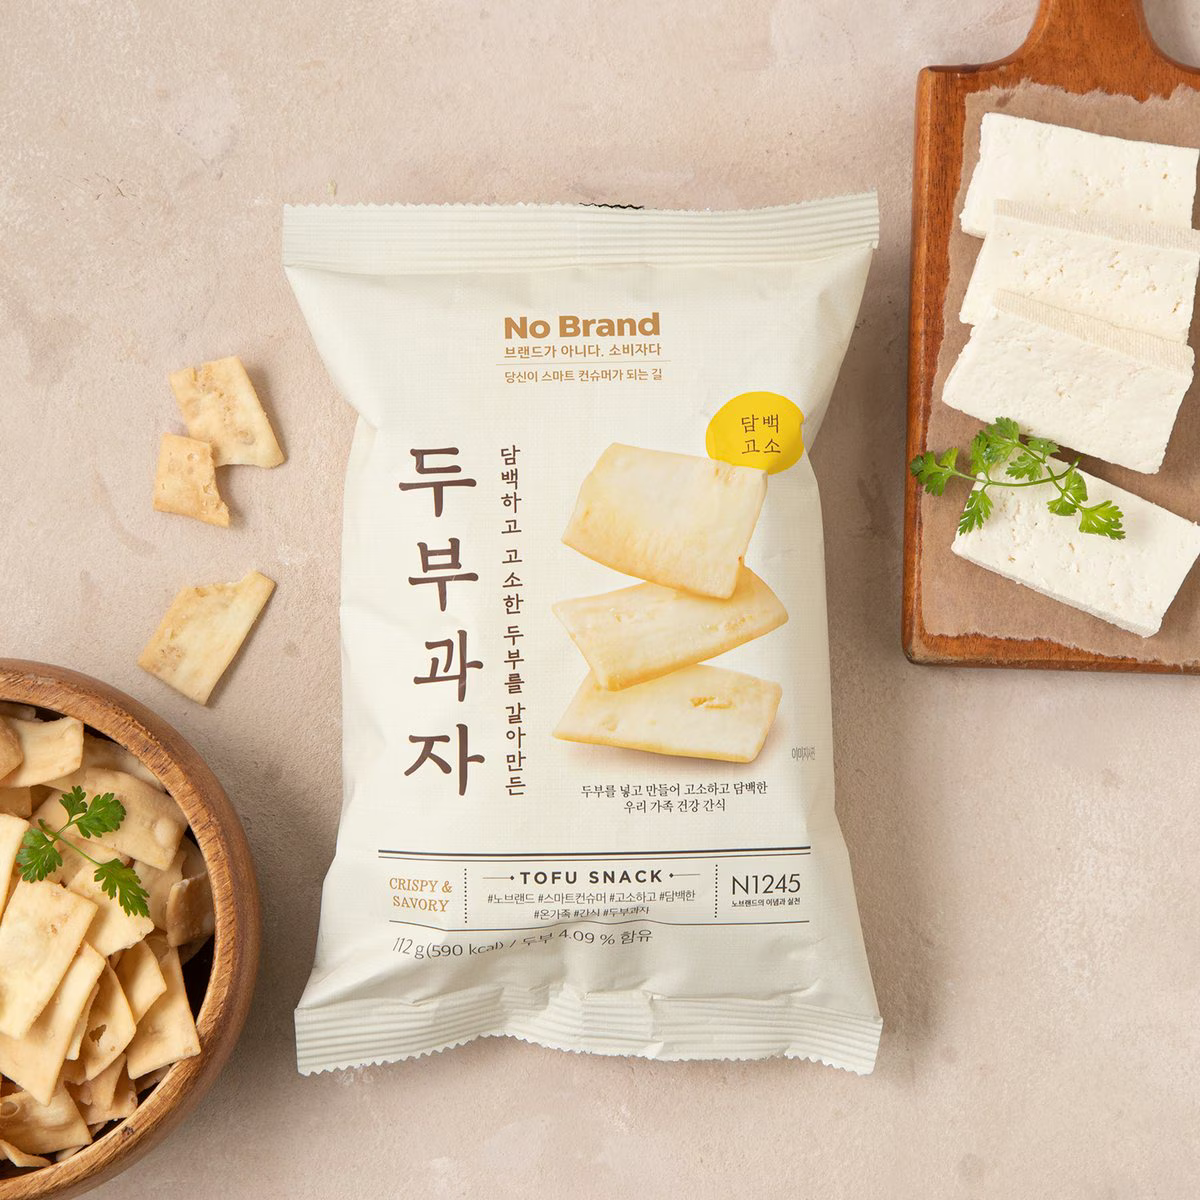 No Brand
브랜드가 아니다. 소비자다
당신이 스마트 컨슈머가 되는 길
담백
고소
두부과자
담백하고 고소한 두부를 갈아만든
이미지사진
두부를 넣고 만들어 고소하고 담백한
우리 가족 건강 간식
CRISPY &
SAVORY
TOFU SNACK
#노브랜드 #스마트컨슈머 #고소하고 #담백한
#온가족 #간식 #두부과자
N1245
노브랜드의 이념과 실천
112 g(590 kcal) / 두부 4.09 % 함유